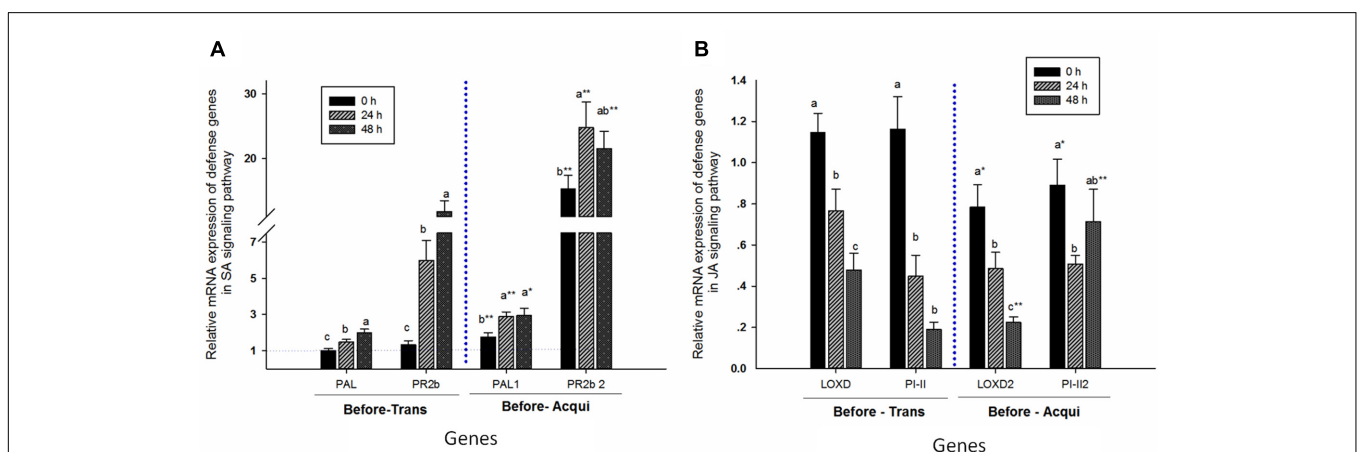 A
Relative mRNA expression of defense genes
in SA signaling pathway
30
20
7
5
3
1
0 h
24 h
48 h
c
b
a
c
b
a
b**
a**
a*
b**
a**
ab**
PAL
PR2b
PAL1
PR2b 2
Before-Trans
Before- Acqui
Genes
B
Relative mRNA expression of defense genes
in JA signaling pathway
1.4
1.2
1.0
.8
.6
.4
.2
0.0
0 h
24 h
48 h
a
b
c
a
b
b
a*
b
c**
a*
b
ab**
LOXD
PI-II
LOXD2
PI-II2
Before - Trans
Before - Acqui
Genes